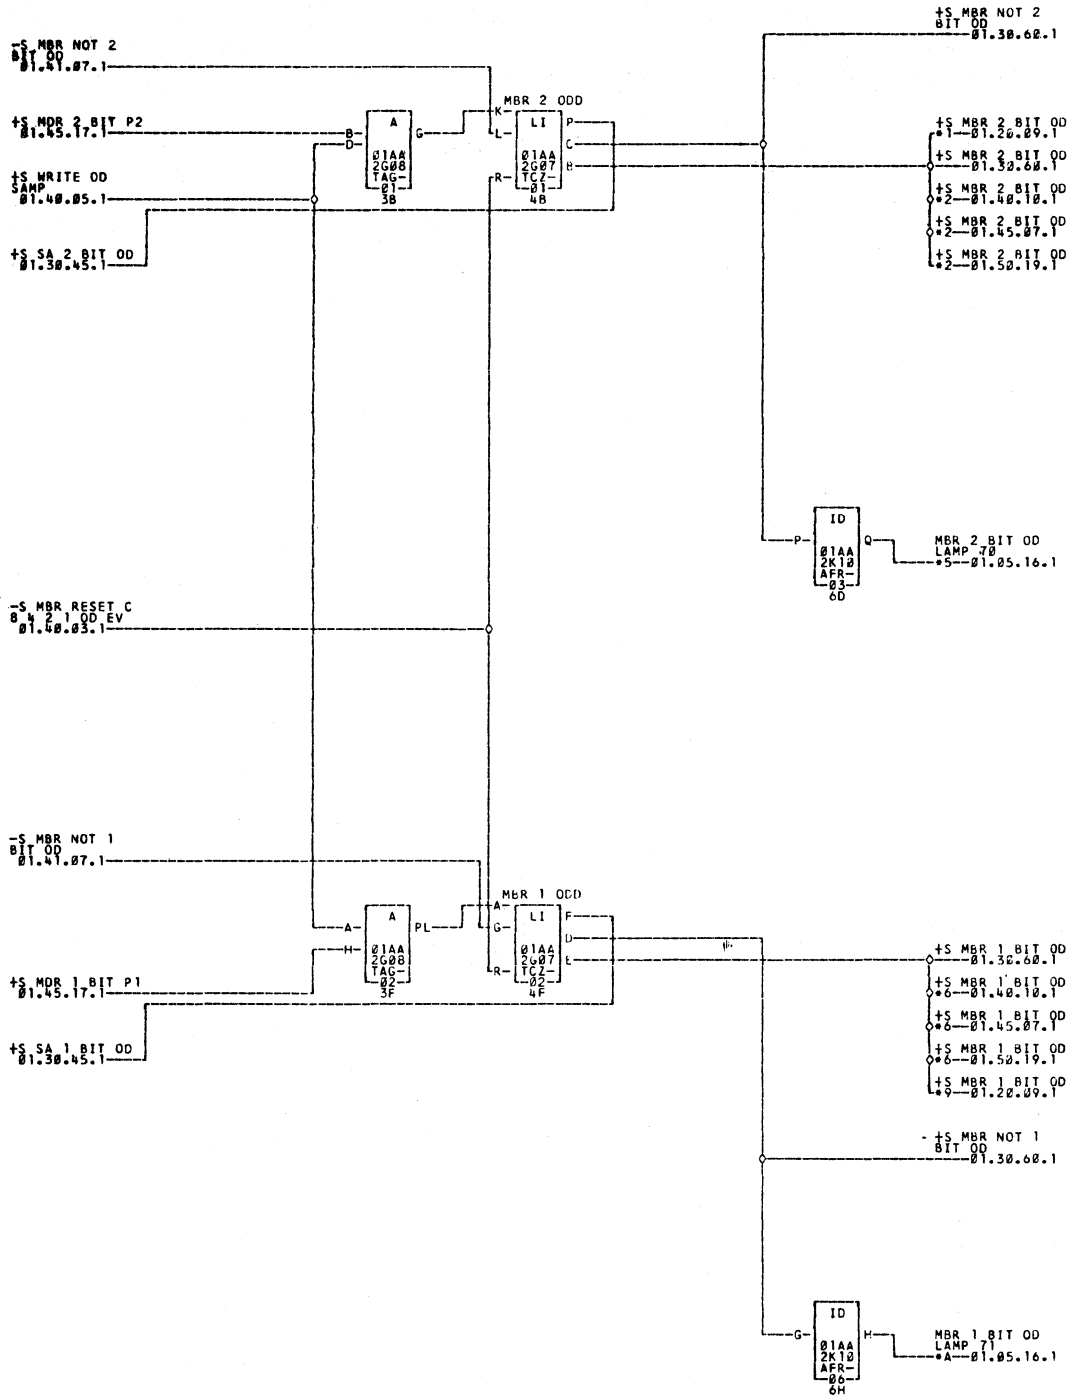 +S MBR NOT 2
BIT OD
01.30.60.1
-S MBR NOT 2
BIT OD
01.41.07.1
MBR 2 ODD
+S MDR 2 BIT P2
01.45.17.1
B
D
A
G
01AA
2G08
TAG-
01
3B
K
L
R
LI
P
C
B
01AA
2G07
TCZ-
01
4B
+S MBR 2 BIT OD
*1-01.20.09.1
+S MBR 2 BIT OD
01.30.60.1
+S MBR 2 BIT OD
*2-01.40.10.1
+S MBR 2 BIT OD
*2-01.45.07.1
+S MBR 2 BIT OD
*2-01.50.19.1
+S WRITE OD
SAMP
01.40.05.1
+S SA 2 BIT OD
01.30.45.1
P
ID
Q
01AA
2K10
AFR-
03
6D
MBR 2 BIT OD
LAMP 70
*5-01.05.16.1
-S MBR RESET C
8 4 2 1 OD EV
01.40.03.1
-S MBR NOT 1
BIT OD
01.41.07.1
MBR 1 ODD
A
H
A
PL
01AA
2G08
TAG-
02
3F
A
G
R
LI
F
D
E
01AA
2G07
TCZ-
02
4F
+S MDR 1 BIT P1
01.45.17.1
+S SA 1 BIT OD
01.30.45.1
+S MBR 1 BIT OD
01.30.60.1
+S MBR 1 BIT OD
*6-01.40.10.1
+S MBR 1 BIT OD
*6-01.45.07.1
+S MBR 1 BIT OD
*6-01.50.19.1
+S MBR 1 BIT OD
*9-01.20.09.1
+S MBR NOT 1
BIT OD
01.30.60.1
G
ID
H
01AA
2K10
AFR-
06
6H
MBR 1 BIT OD
LAMP 71
*A-01.05.16.1